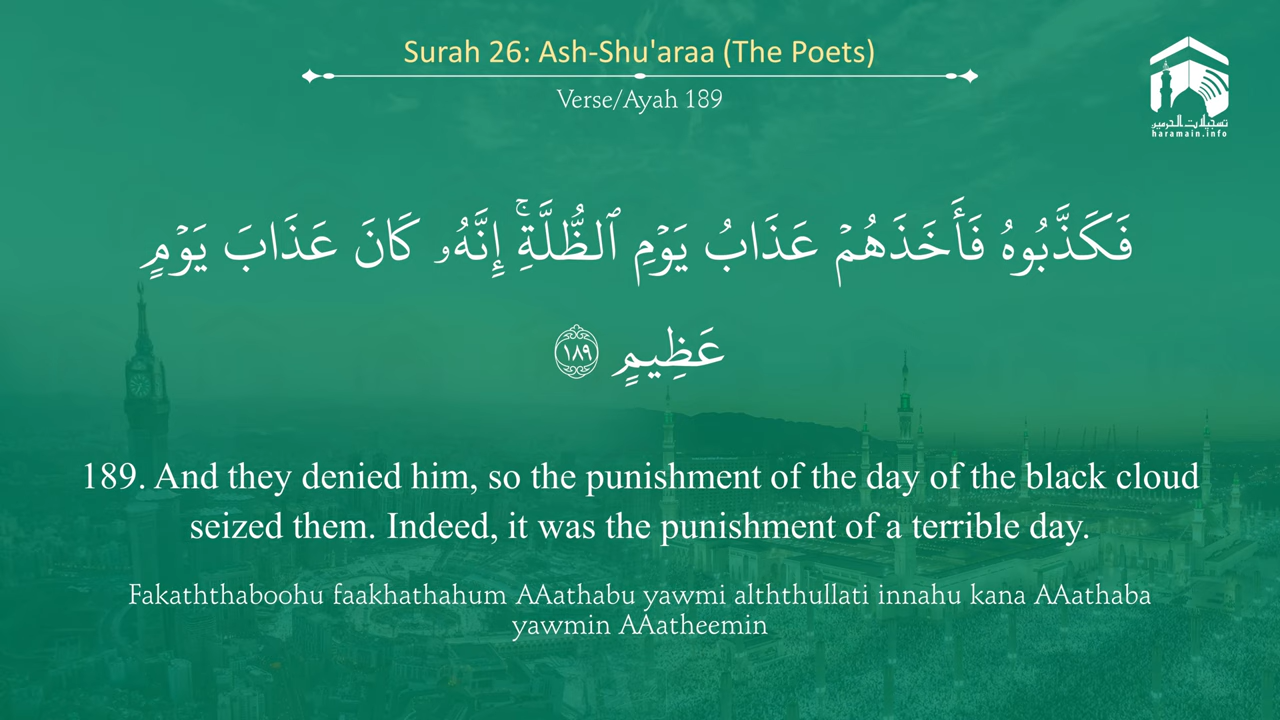 Surah 26: Ash-Shu'araa (The Poets)
Verse/Ayah 189
تسجيلات الحرمين
haramain.info
فَكَذَّبُوهُ فَأَخَذَهُمْ عَذَابُ يَوْمِ ٱلظُّلَّةِ ۚ إِنَّهُۥ كَانَ عَذَابَ يَوْمٍ
عَظِيمٍ ١٨٩
189. And they denied him, so the punishment of the day of the black cloud
seized them. Indeed, it was the punishment of a terrible day.
Fakaththaboohu faakhathahum AAathabu yawmi alththullati innahu kana AAathaba
yawmin AAatheemin